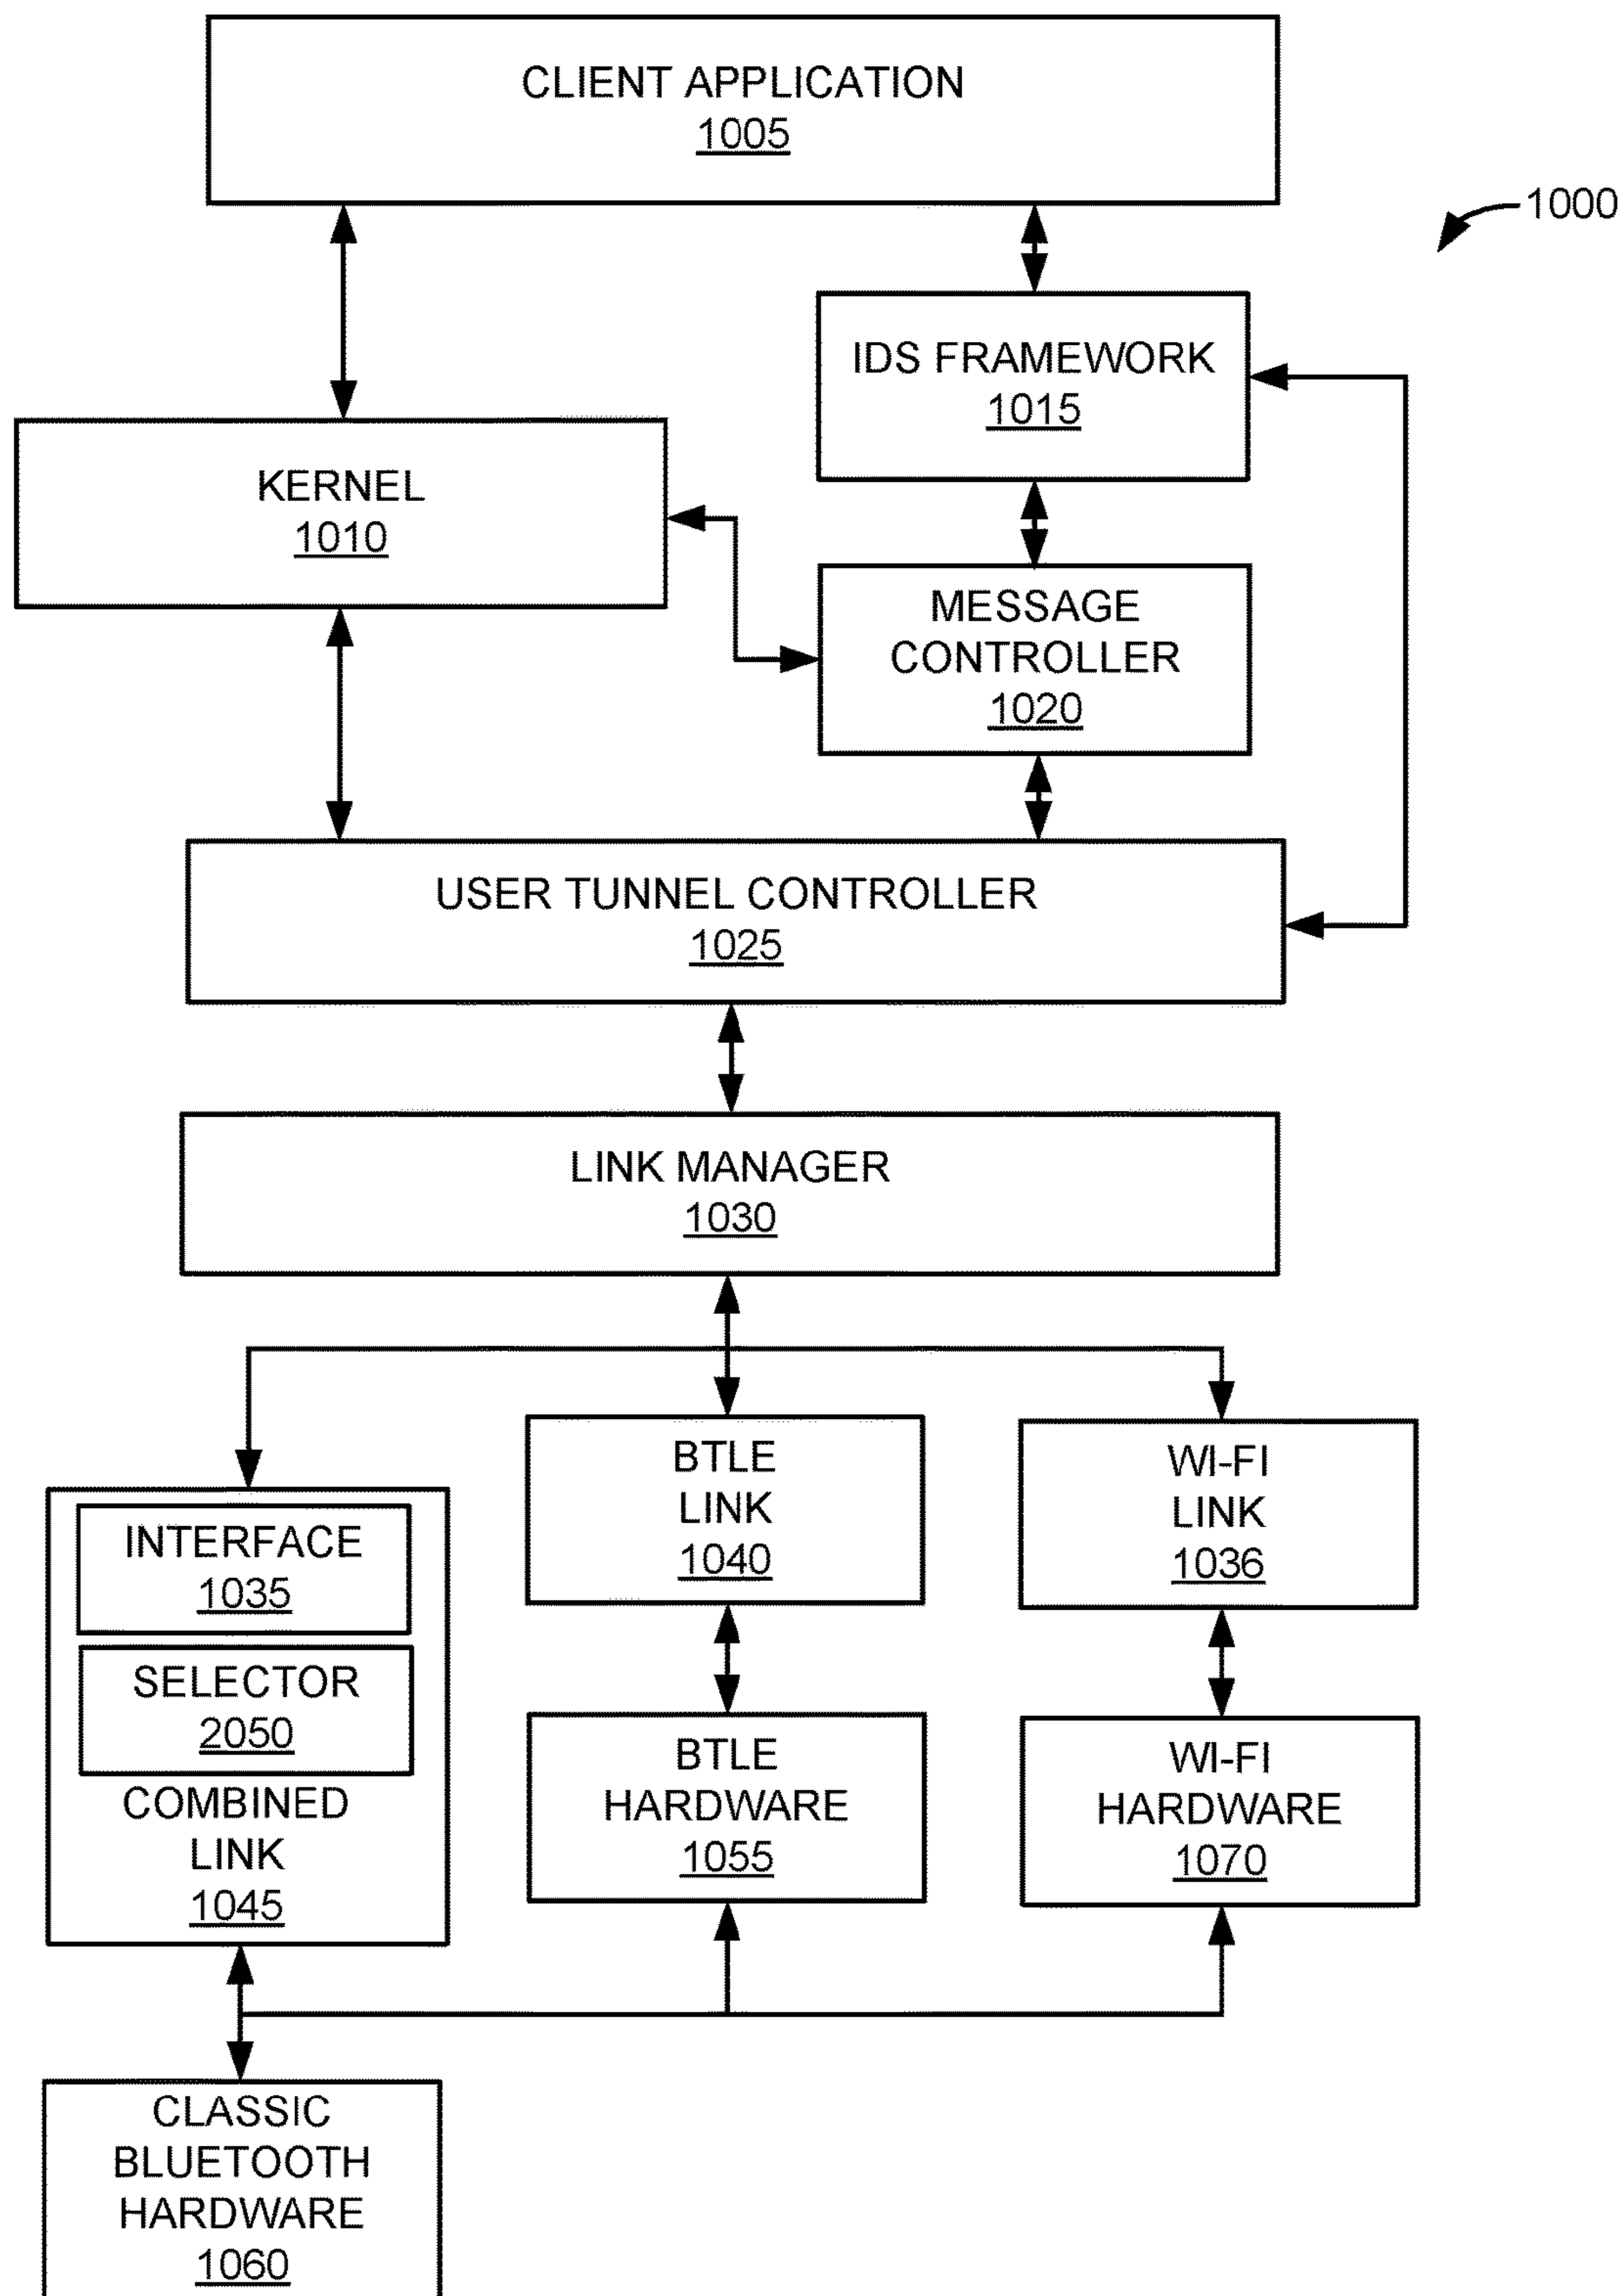 CLIENT APPLICATION
1005
1000
IDS FRAMEWORK
1015
KERNEL
1010
MESSAGE
CONTROLLER
1020
USER TUNNEL CONTROLLER
1025
LINK MANAGER
1030
INTERFACE
1035
SELECTOR
2050
COMBINED
LINK
1045
BTLE
LINK
1040
WI-FI
LINK
1036
BTLE
HARDWARE
1055
WI-FI
HARDWARE
1070
CLASSIC
BLUETOOTH
HARDWARE
1060